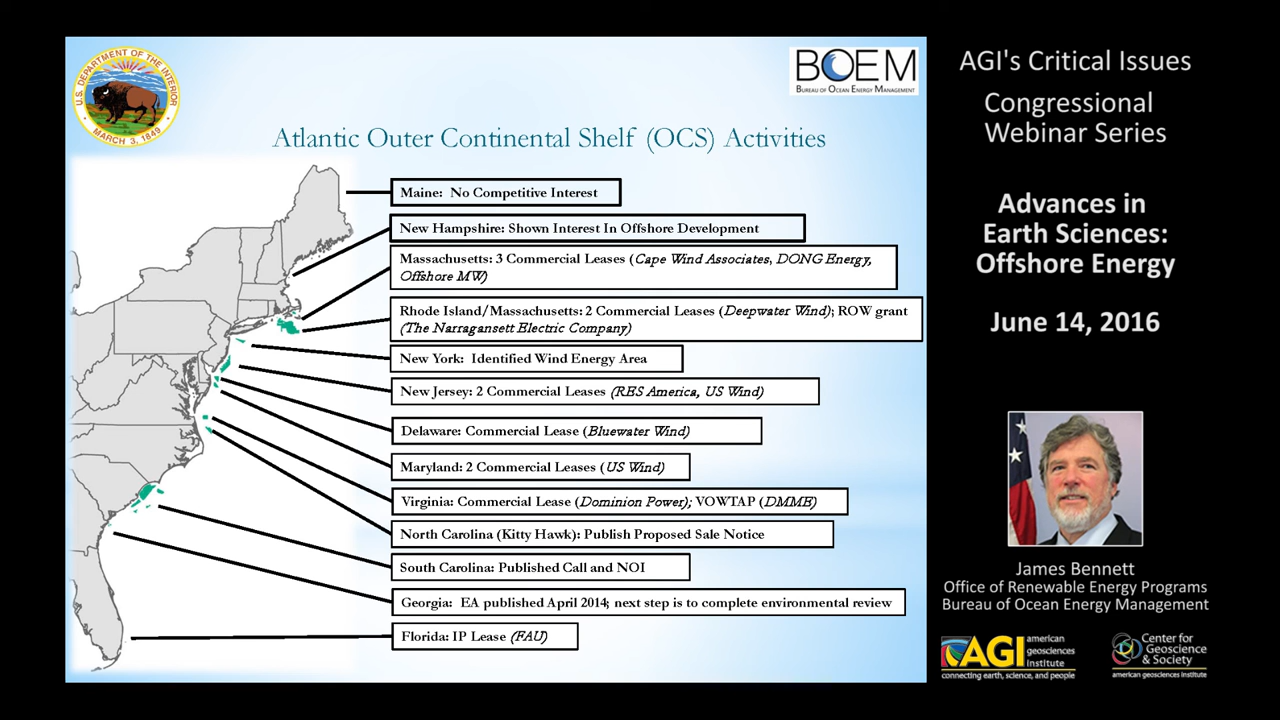 U.S. DEPARTMENT OF THE INTERIOR
MARCH 3, 1849
BOEM
BUREAU OF OCEAN ENERGY MANAGEMENT
Atlantic Outer Continental Shelf (OCS) Activities
Maine: No Competitive Interest
New Hampshire: Shown Interest In Offshore Development
Massachusetts: 3 Commercial Leases (Cape Wind Associates, DONG Energy,
Offshore MW)
Rhode Island/Massachusetts: 2 Commercial Leases (Deepwater Wind); ROW grant
(The Narragansett Electric Company)
New York: Identified Wind Energy Area
New Jersey: 2 Commercial Leases (RES America, US Wind)
Delaware: Commercial Lease (Bluewater Wind)
Maryland: 2 Commercial Leases (US Wind)
Virginia: Commercial Lease (Dominion Power); VOWTAP (DMME)
North Carolina (Kitty Hawk): Publish Proposed Sale Notice
South Carolina: Published Call and NOI
Georgia: EA published April 2014; next step is to complete environmental review
Florida: IP Lease (FAU)
AGI's Critical Issues
Congressional
Webinar Series
Advances in
Earth Sciences:
Offshore Energy
June 14, 2016
James Bennett
Office of Renewable Energy Programs
Bureau of Ocean Energy Management
AGI
american
geosciences
institute
connecting earth, science, and people
Center for
Geoscience
& Society
american geosciences institute